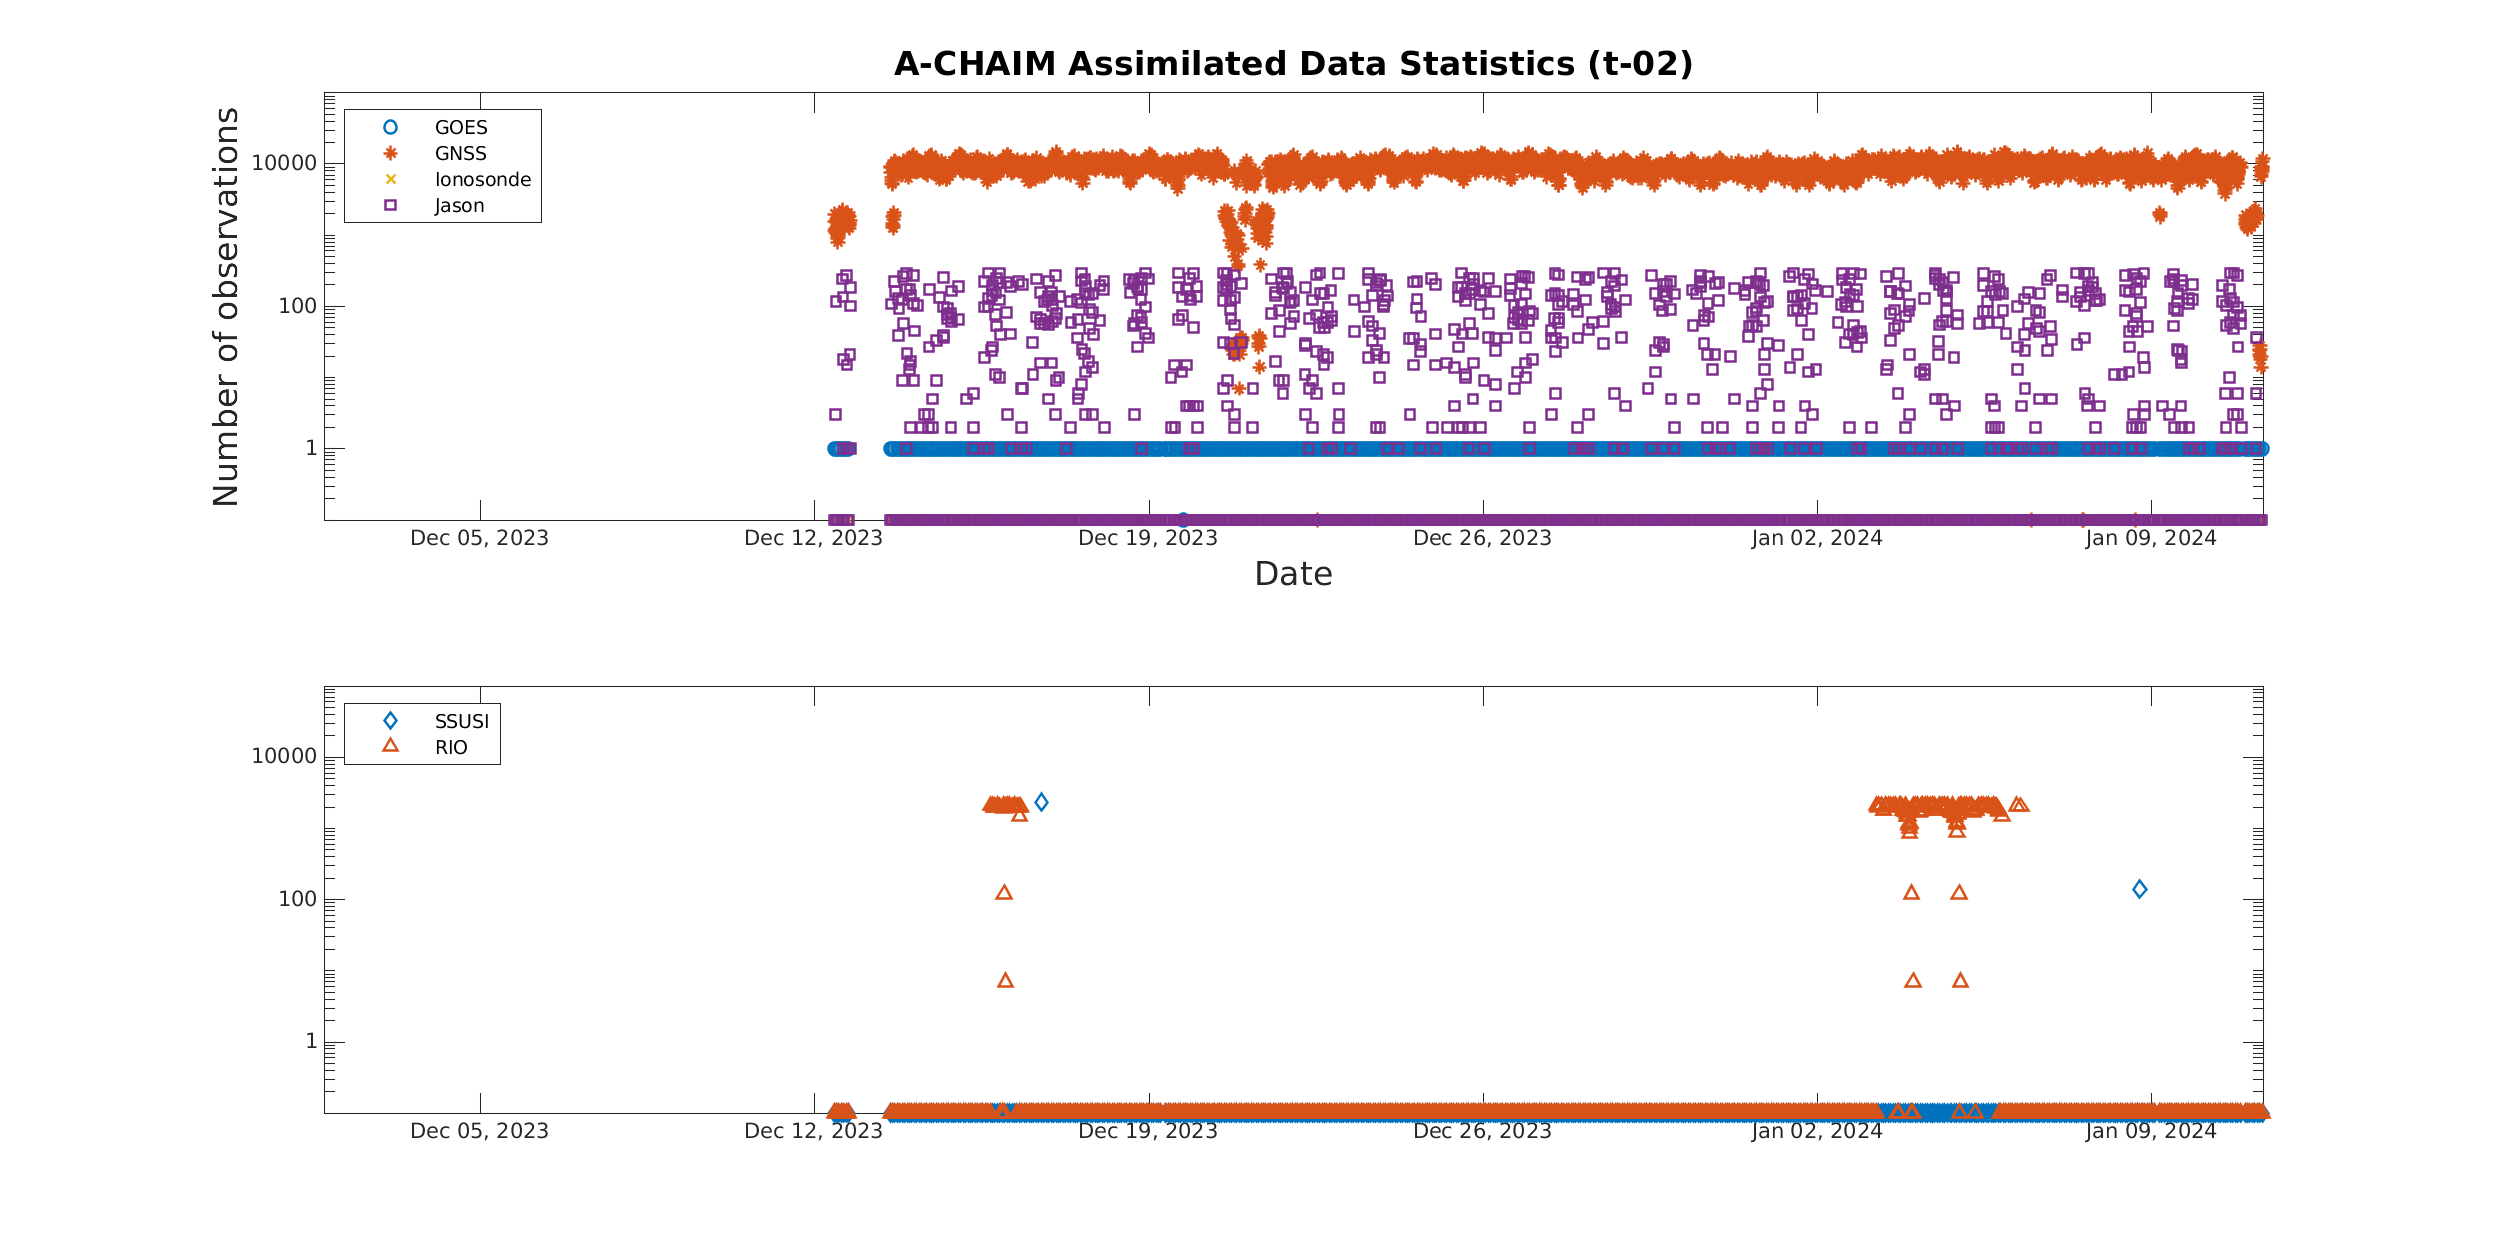 A-CHAIM Assimilated Data Statistics (t-02)
Number of observations
10000
100
1
GOES
GNSS
Ionosonde
Jason
Dec 05, 2023
Dec 12, 2023
Dec 19, 2023
Dec 26, 2023
Jan 02, 2024
Jan 09, 2024
Date
10000
100
1
SSUSI
RIO
Dec 05, 2023
Dec 12, 2023
Dec 19, 2023
Dec 26, 2023
Jan 02, 2024
Jan 09, 2024